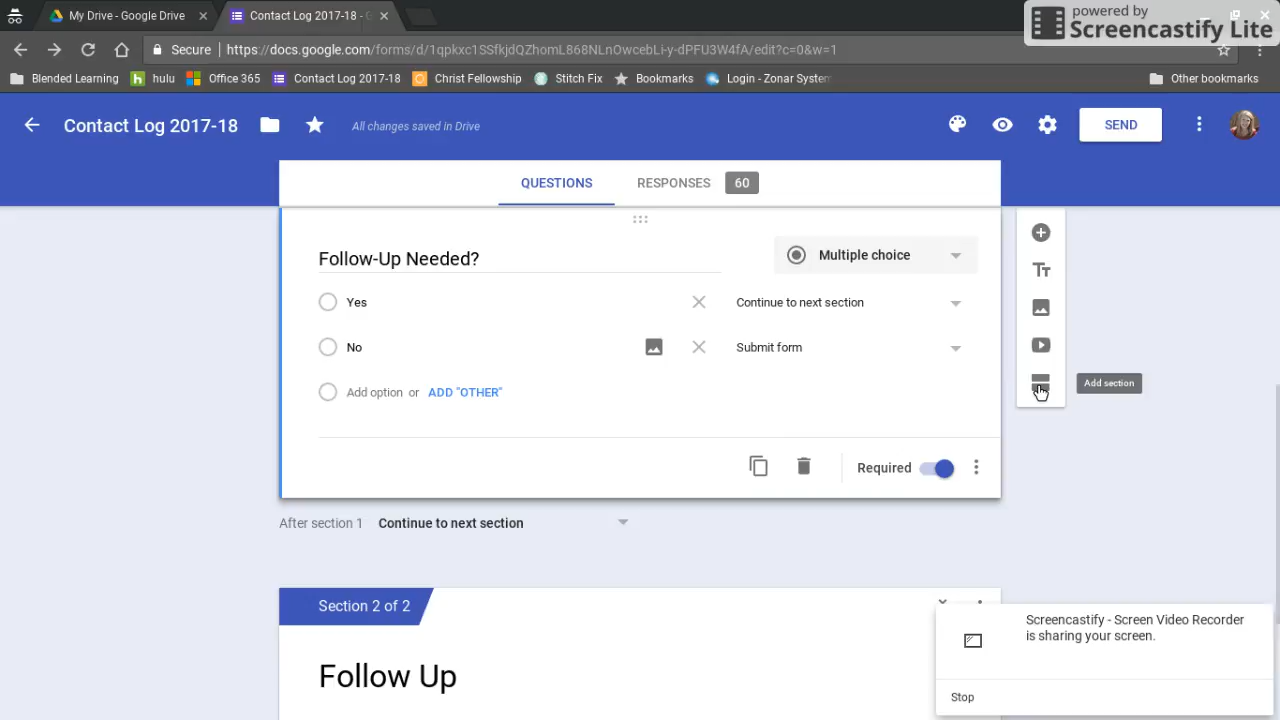 My Drive - Google Drive
Contact Log 2017-18 - G
powered by
Screencastify Lite
Secure
https://docs.google.com/forms/d/1qpkxc1SSfkjdQZhomL868NLnOwcebLi-y-dPFU3W4fA/edit?c=0&w=1
Blended Learning
hulu
Office 365
Contact Log 2017-18
Christ Fellowship
Stitch Fix
Bookmarks
Login - Zonar System
Other bookmarks
Contact Log 2017-18
All changes saved in Drive
SEND
QUESTIONS
RESPONSES 60
Follow-Up Needed?
Multiple choice
Yes
Continue to next section
No
Submit form
Add option or ADD "OTHER"
Tт
Add section
Required
After section 1 Continue to next section
Section 2 of 2
Follow Up
Screencastify - Screen Video Recorder
is sharing your screen.
Stop